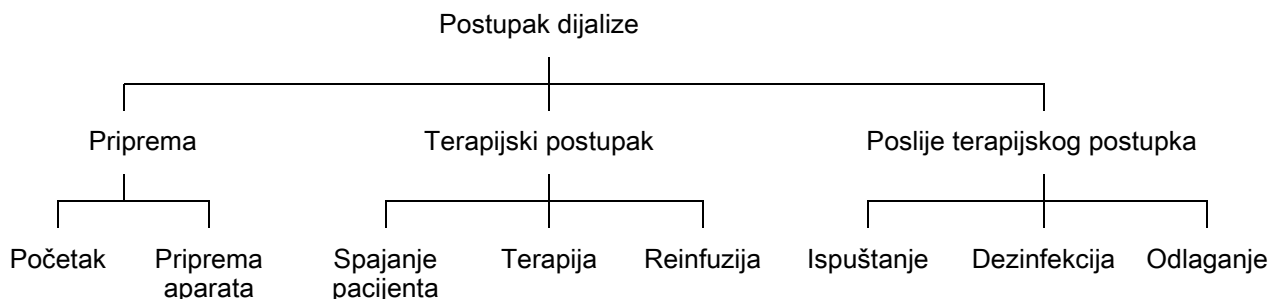 Postupak dijalize
Priprema
Terapijski postupak
Poslije terapijskog postupka
Početak
Priprema
aparata
Spajanje
pacijenta
Terapija
Reinfuzija
Ispuštanje
Dezinfekcija
Odlaganje